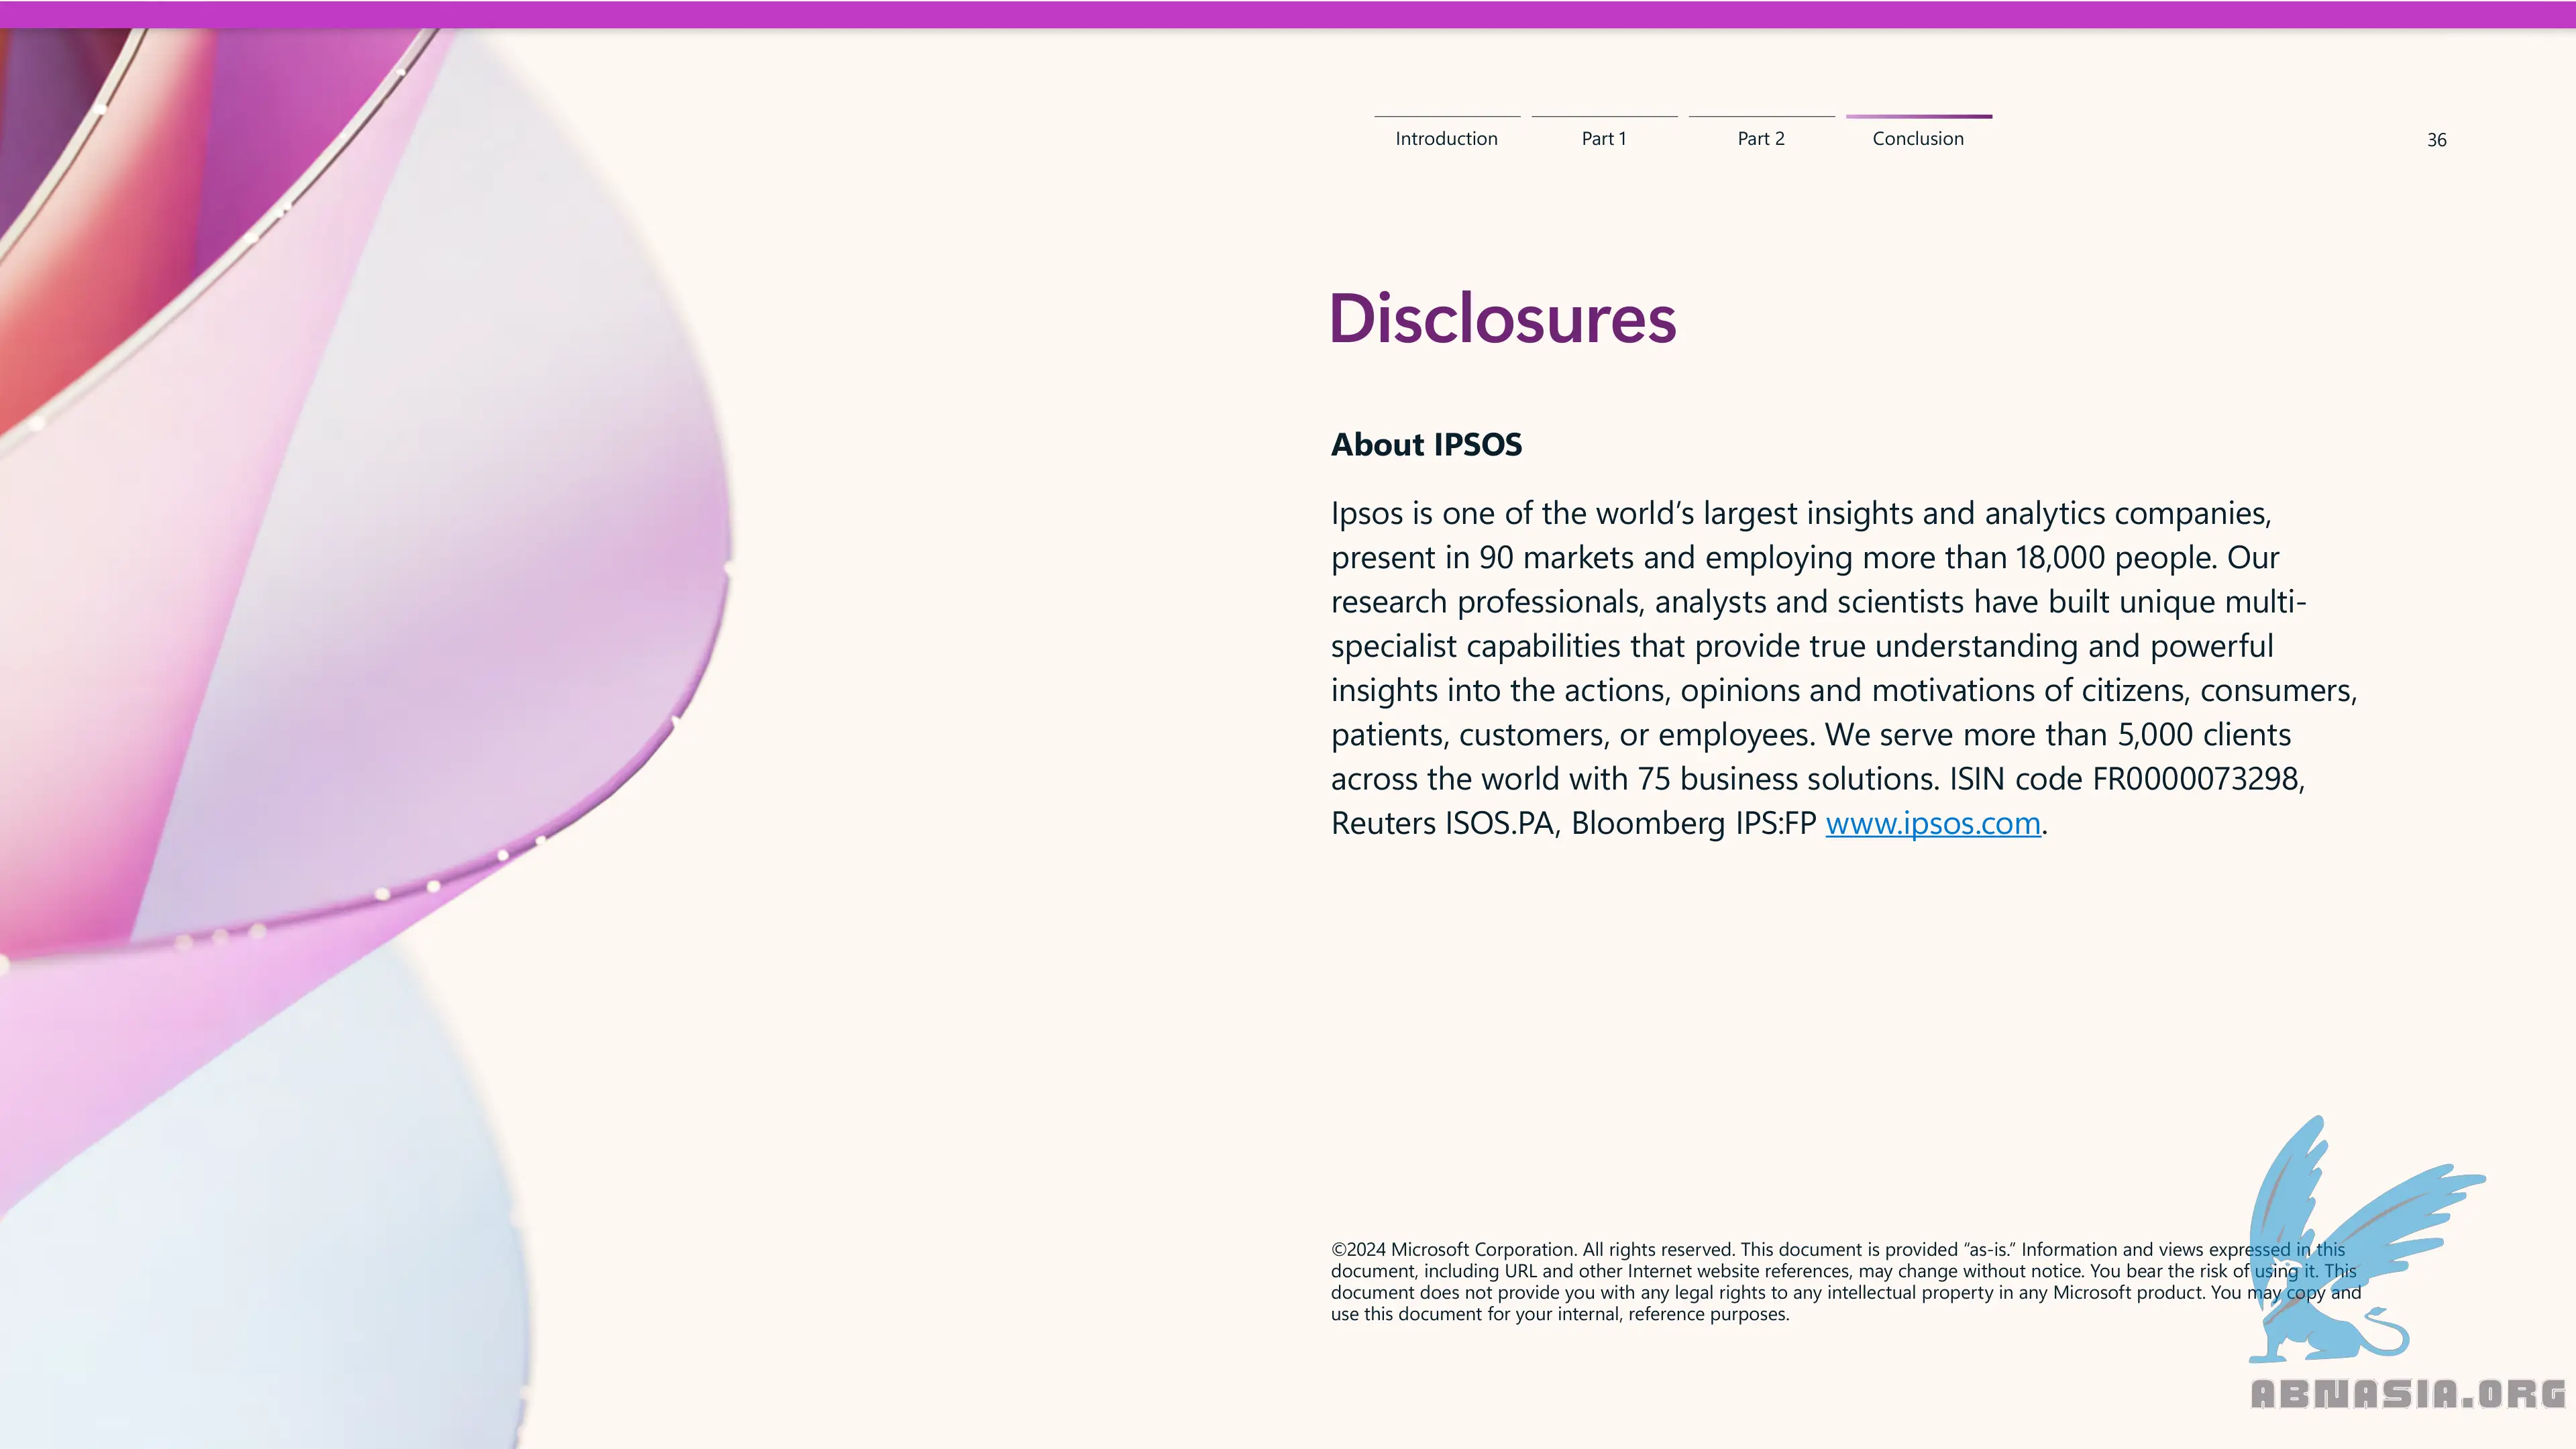 Introduction
Part 1
Part 2
Conclusion
36
Disclosures
About IPSOS
Ipsos is one of the world’s largest insights and analytics companies,
present in 90 markets and employing more than 18,000 people. Our
research professionals, analysts and scientists have built unique multi-
specialist capabilities that provide true understanding and powerful
insights into the actions, opinions and motivations of citizens, consumers,
patients, customers, or employees. We serve more than 5,000 clients
across the world with 75 business solutions. ISIN code FR0000073298,
Reuters ISOS.PA, Bloomberg IPS:FP www.ipsos.com.
©2024 Microsoft Corporation. All rights reserved. This document is provided “as-is.” Information and views expressed in this
document, including URL and other Internet website references, may change without notice. You bear the risk of using it. This
document does not provide you with any legal rights to any intellectual property in any Microsoft product. You may copy and
use this document for your internal, reference purposes.
ABNASIA.ORG